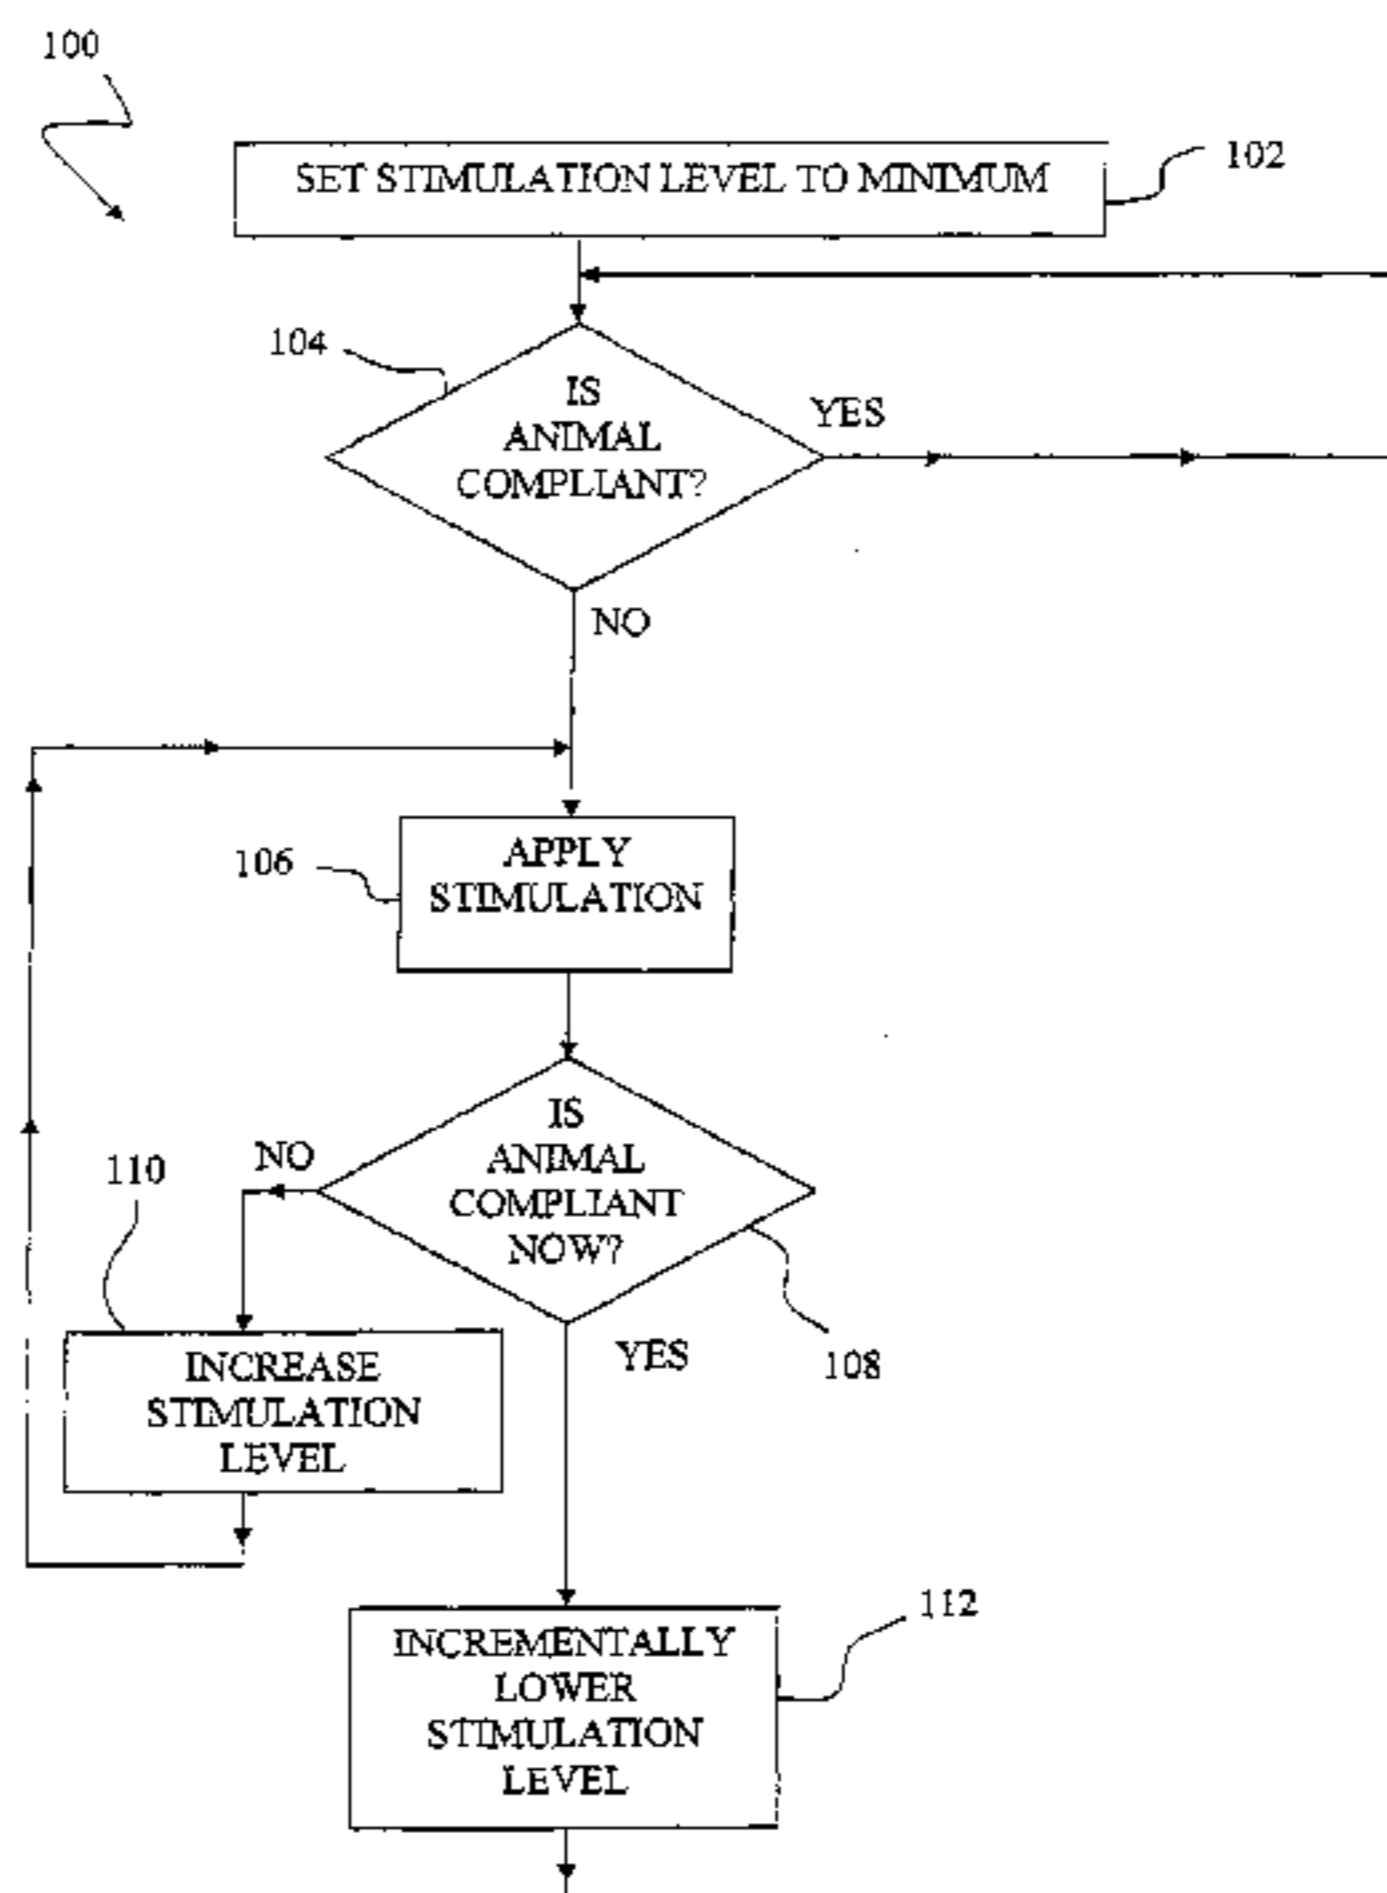 100
SET STIMULATION LEVEL TO MINIMUM
102
104
IS
ANIMAL
COMPLIANT?
YES
NO
APPLY
STIMULATION
106
IS
ANIMAL
COMPLIANT
NOW?
NO
110
YES
108
INCREASE
STIMULATION
LEVEL
112
INCREMENTALLY
LOWER
STIMULATION
LEVEL